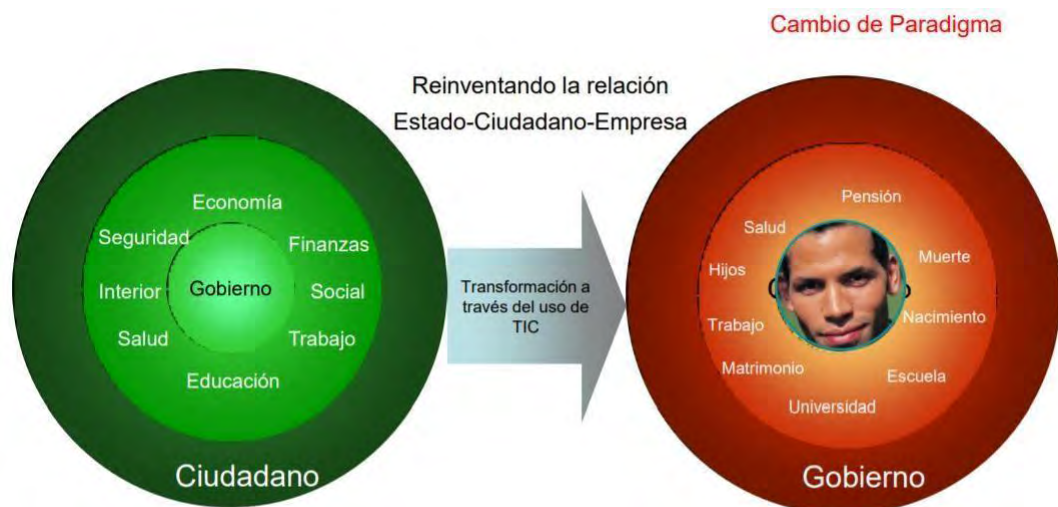 Cambio de Paradigma
Reinventando la relación
Estado-Ciudadano-Empresa
Economía
Seguridad
Finanzas
Gobierno
Interior
Social
Salud
Trabajo
Educación
Ciudadano
Transformación a
través del uso de
TIC
Pensión
Salud
Muerte
Hijos
Nacimiento
Trabajo
Matrimonio
Escuela
Universidad
Gobierno